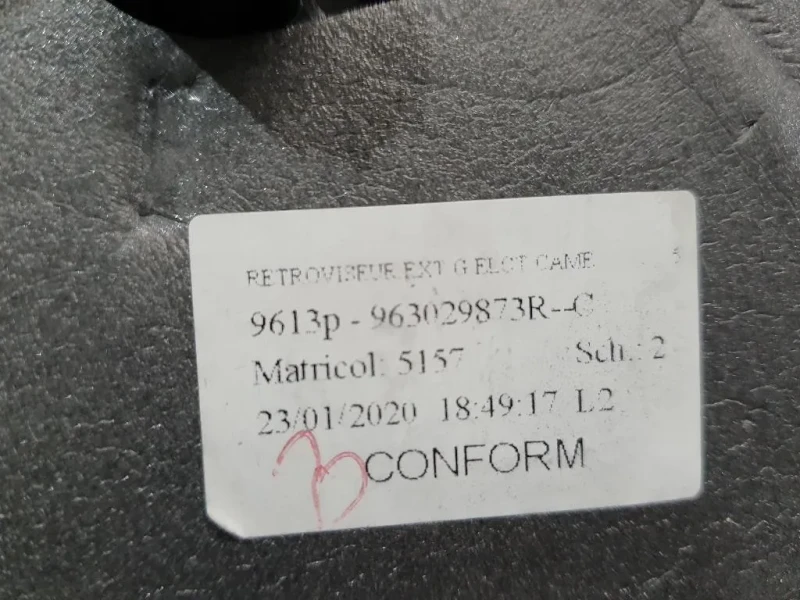 RETROVISEUR EXT G ELCT CAME
9613p - 963029873R--C
Matricol: 5157 Sch.: 2
23/01/2020 18:49:17 L2
CONFORM